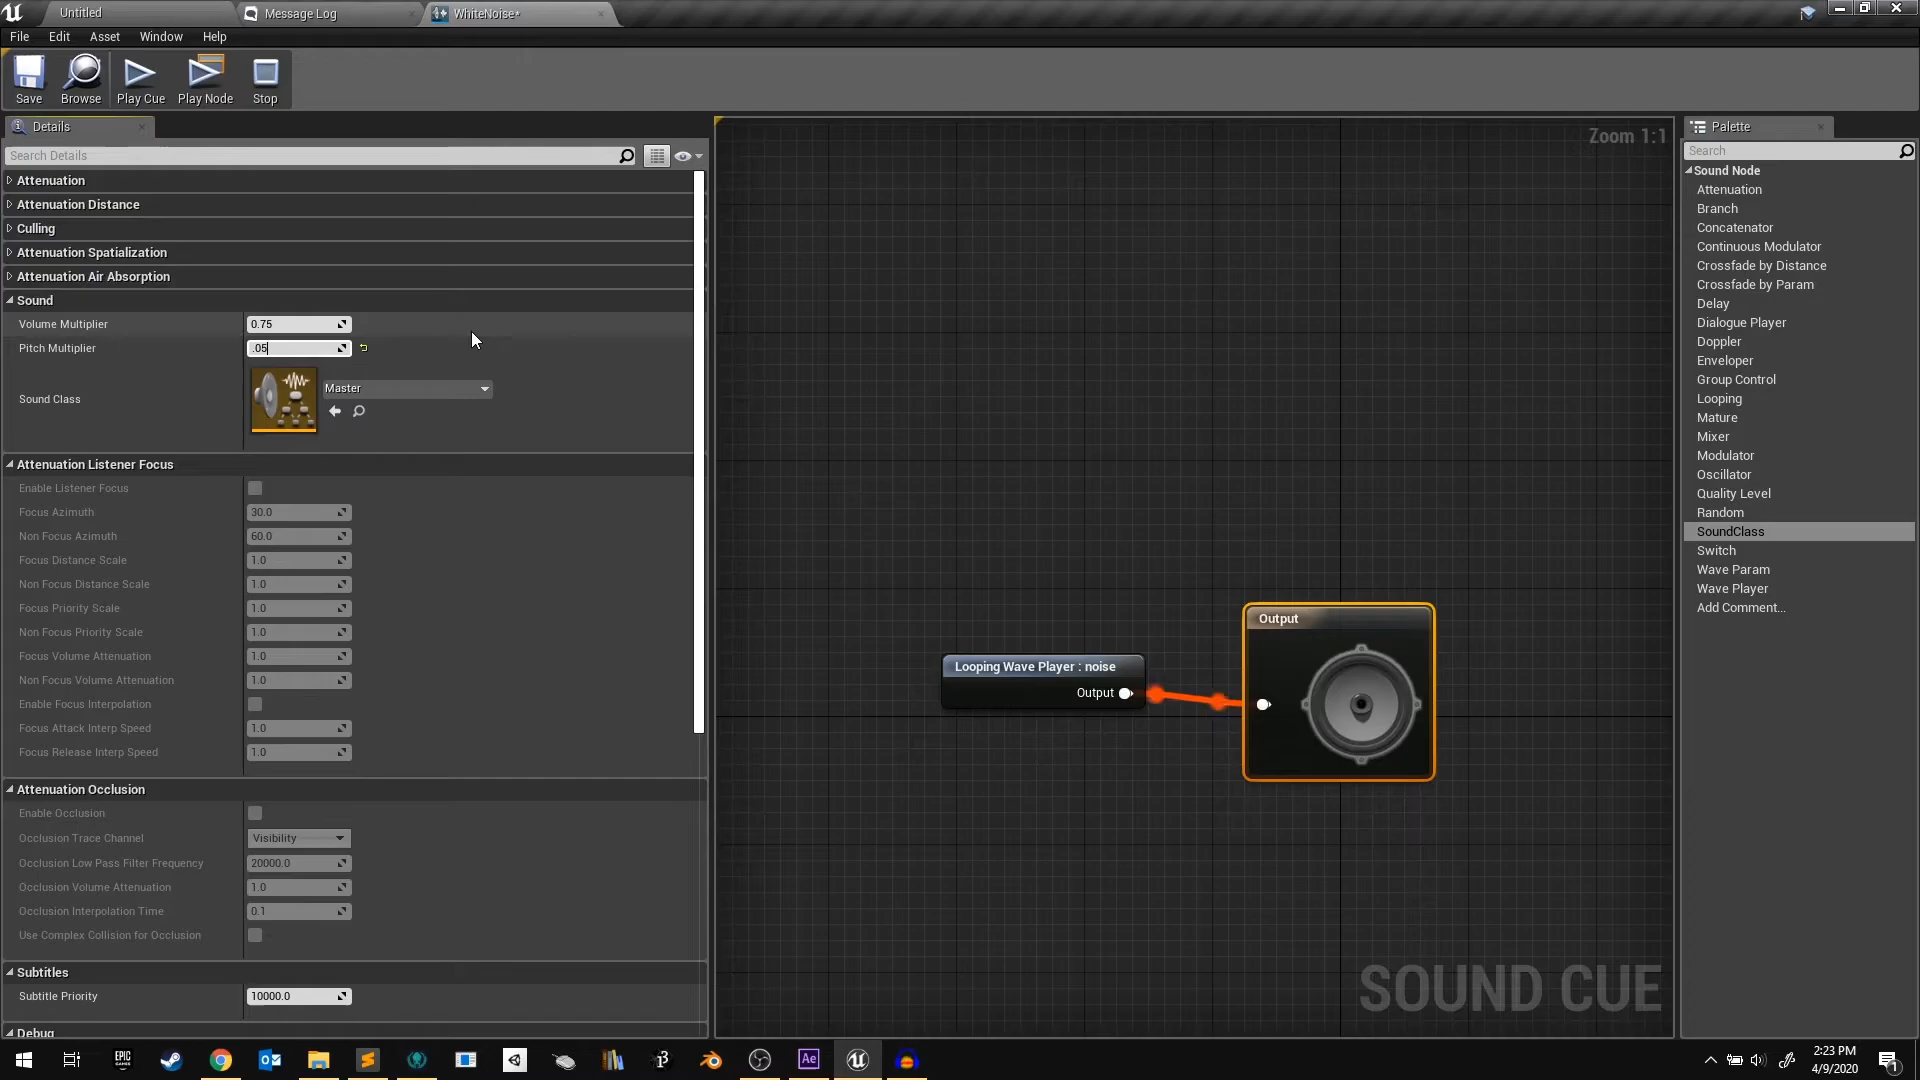 Untitled
Message Log
WhiteNoise*
File Edit Asset Window Help
Save Browse Play Cue Play Node Stop
Details
Search Details
Attenuation
Attenuation Distance
Culling
Attenuation Spatialization
Attenuation Air Absorption
Sound
Volume Multiplier 0.75
Pitch Multiplier .05
Sound Class Master
Attenuation Listener Focus
Enable Listener Focus
Focus Azimuth 30.0
Non Focus Azimuth 60.0
Focus Distance Scale 1.0
Non Focus Distance Scale 1.0
Focus Priority Scale 1.0
Non Focus Priority Scale 1.0
Focus Volume Attenuation 1.0
Non Focus Volume Attenuation 1.0
Enable Focus Interpolation
Focus Attack Interp Speed 1.0
Focus Release Interp Speed 1.0
Attenuation Occlusion
Enable Occlusion
Occlusion Trace Channel Visibility
Occlusion Low Pass Filter Frequency 20000.0
Occlusion Volume Attenuation 1.0
Occlusion Interpolation Time 0.1
Use Complex Collision for Occlusion
Subtitles
Subtitle Priority 10000.0
Debug
Zoom 1:1
Looping Wave Player : noise
Output
Output
SOUND CUE
Palette
Search
Sound Node
Attenuation
Branch
Concatenator
Continuous Modulator
Crossfade by Distance
Crossfade by Param
Delay
Dialogue Player
Doppler
Enveloper
Group Control
Looping
Mature
Mixer
Modulator
Oscillator
Quality Level
Random
SoundClass
Switch
Wave Param
Wave Player
Add Comment...
EPIC GAMES
Ae
2:23 PM
4/9/2020
1